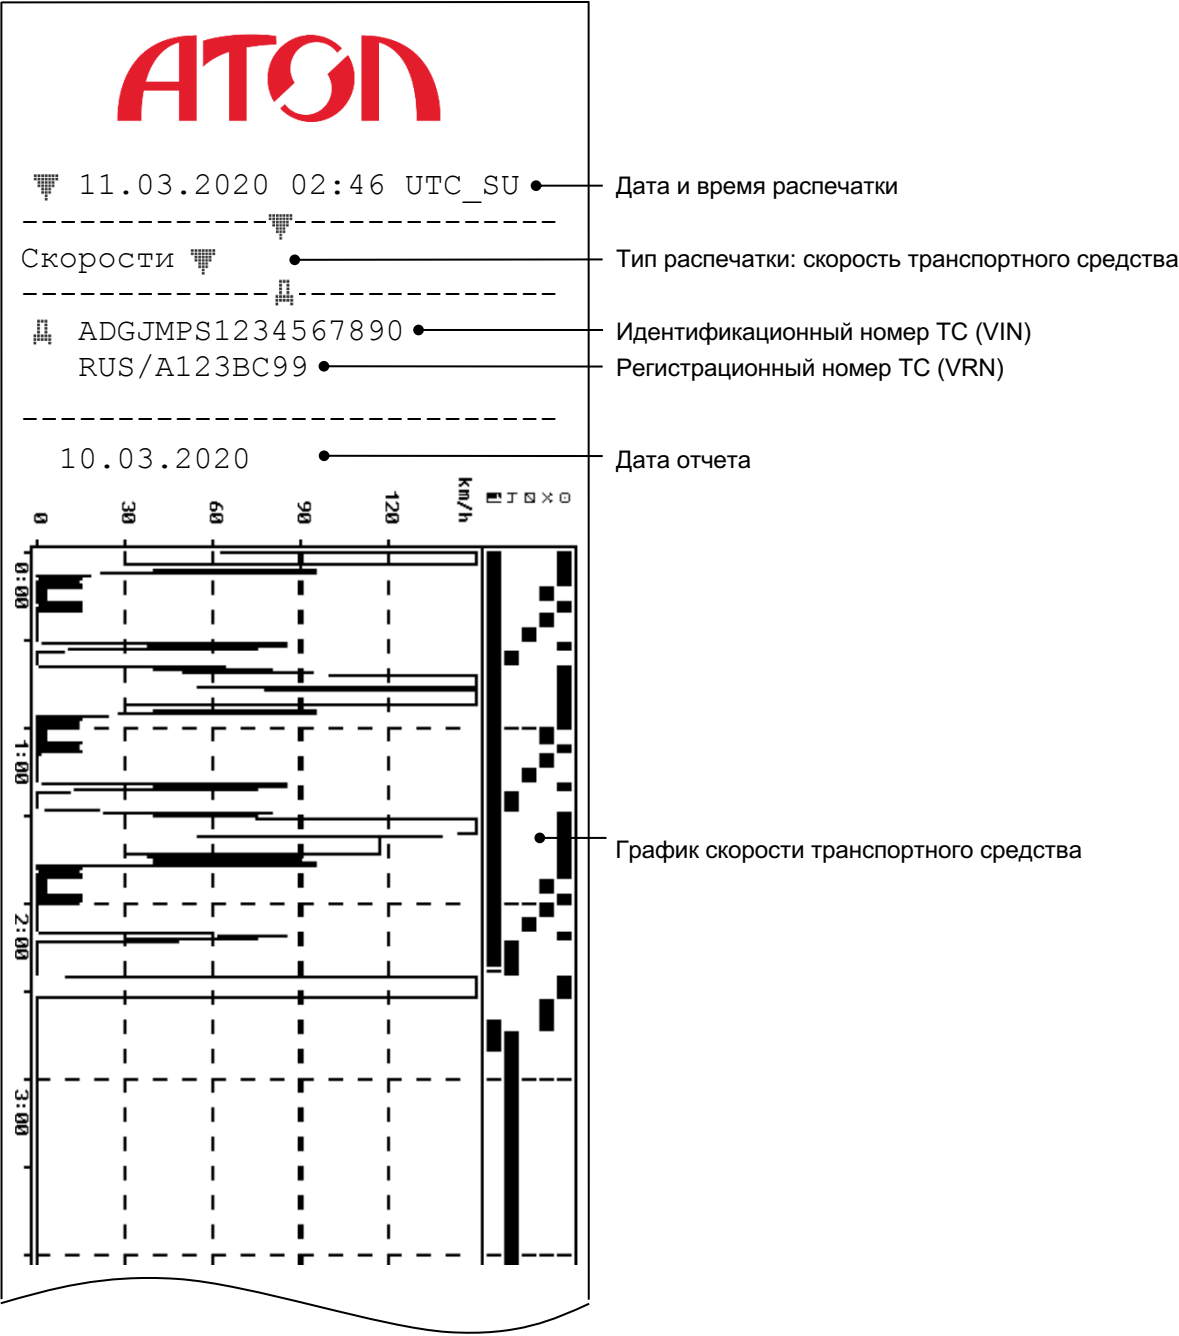 АТОЛ
11.03.2020 02:46 UTC_SU
Дата и время распечатки
Скорости
Тип распечатки: скорость транспортного средства
Д
Д ADGJMPS1234567890
Идентификационный номер ТС (VIN)
RUS/A123BC99
Регистрационный номер ТС (VRN)
10.03.2020
Дата отчета
0
30
60
90
120
km/h
0:00
1:00
График скорости транспортного средства
2:00
3:00